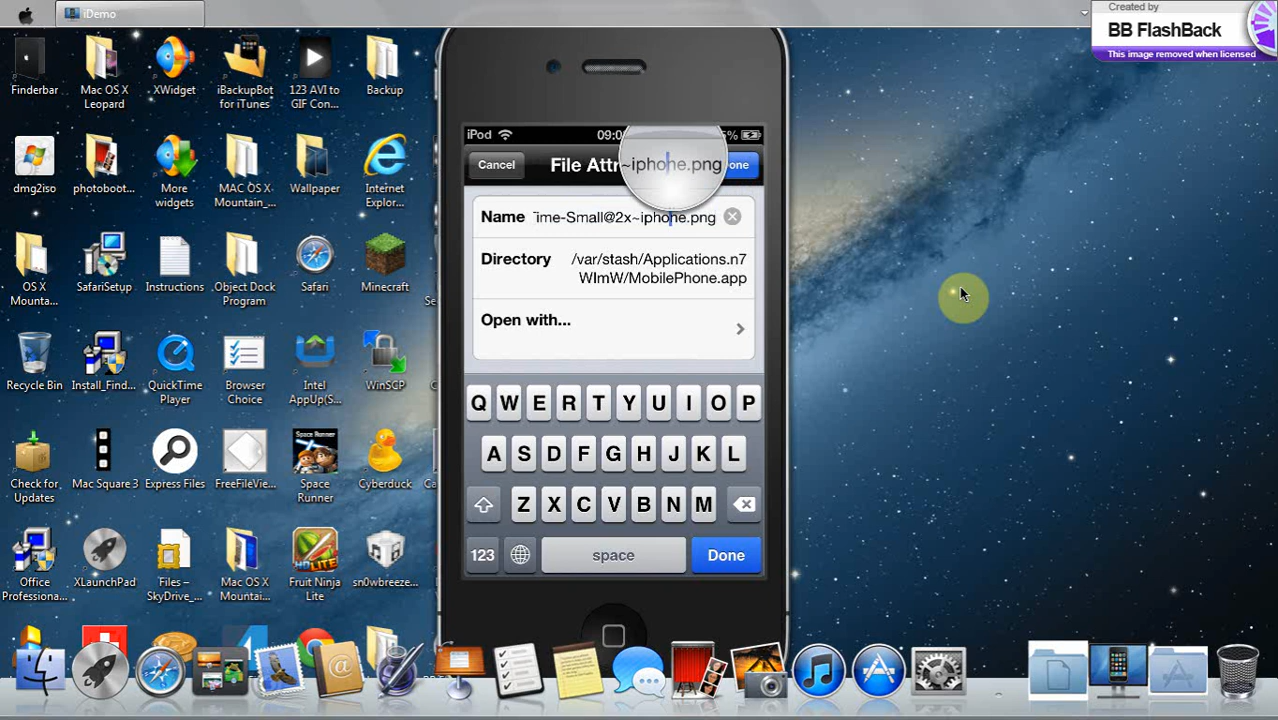 iDemo
Created by
BB FlashBack
This image removed when licensed
Finderbar
Mac OS X
Leopard
XWidget
iBackupBot
for iTunes
123 AVI to
GIF Con...
Backup
dmg2iso
photoboot...
More
widgets
MAC OS X
Mountain_...
Wallpaper
Internet
Explor...
OS X
Mounta...
SafariSetup
Instructions
Object Dock
Program
Safari
Minecraft
Recycle Bin
Install_Find...
QuickTime
Player
Browser
Choice
Intel
AppUp(S...
WinSCP
Check for
Updates
Mac Square 3
Express Files
FreeFileVie...
Space
Runner
Cyberduck
Office
Professiona...
XLaunchPad
Files –
SkyDrive_...
Mac OS X
Mountai...
Fruit Ninja
Lite
sn0wbreeze...
iPod
Cancel
File Attr
~iphone.png
one
Name
ime-Small@2x~iphone.png
Directory
/var/stash/Applications.n7
WlmW/MobilePhone.app
Open with...
Q W E R T Y U I O P
A S D F G H J K L
Z X C V B N M
123
space
Done